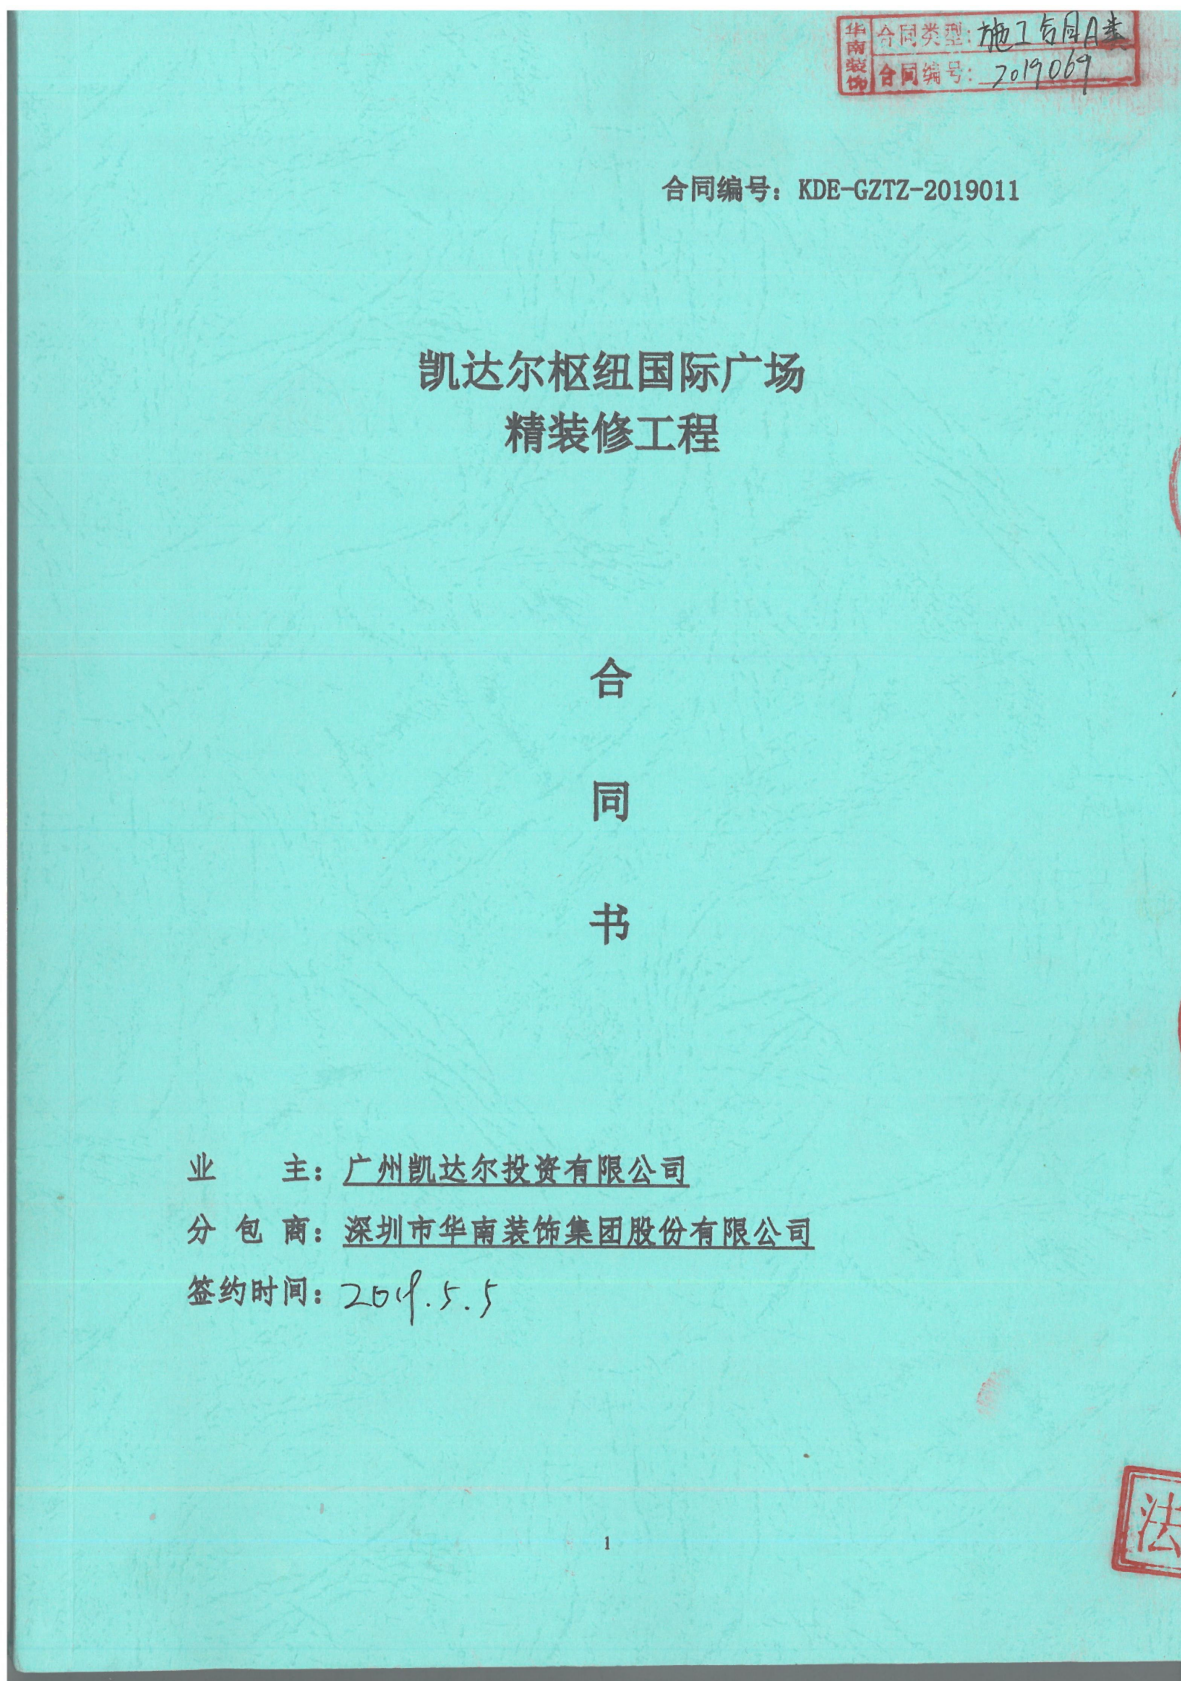 华南装饰
合同类型：施工合同A类
合同编号：2019069
合同编号：KDE-GZTZ-2019011
凯达尔枢纽国际广场
精装修工程
合
同
书
业 主：广州凯达尔投资有限公司
分 包 商：深圳市华南装饰集团股份有限公司
签约时间：2019.5.5
法
1